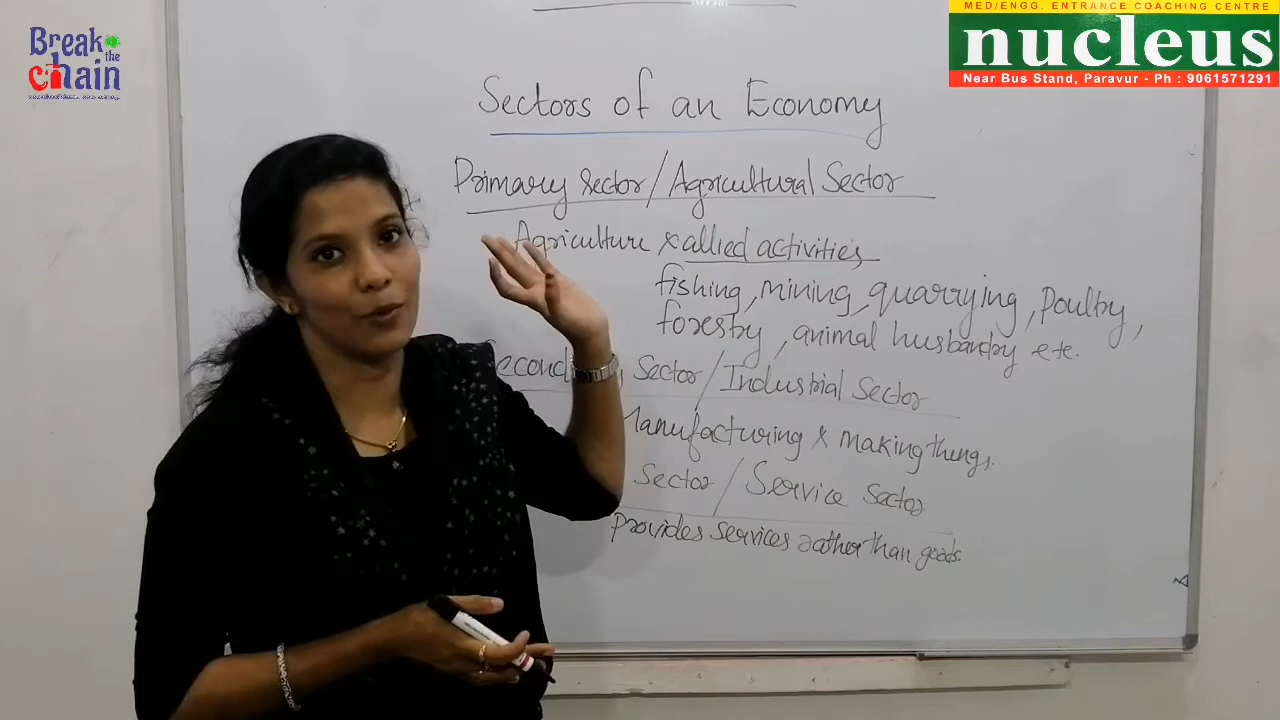 Break
the
chain
MED/ENGG. ENTRANCE COACHING CENTRE
nucleus
Near Bus Stand, Paravur - Ph : 9061571291
Sectors of an Economy
Primary Sector/Agricultural Sector
Agriculture & allied activities
fishing, mining, quarrying, Poultry,
forestry, animal husbandry etc.
Sector/Industrial Sector
Manufacturing & making things.
Sector/Service Sector
Provides services rather than goods.